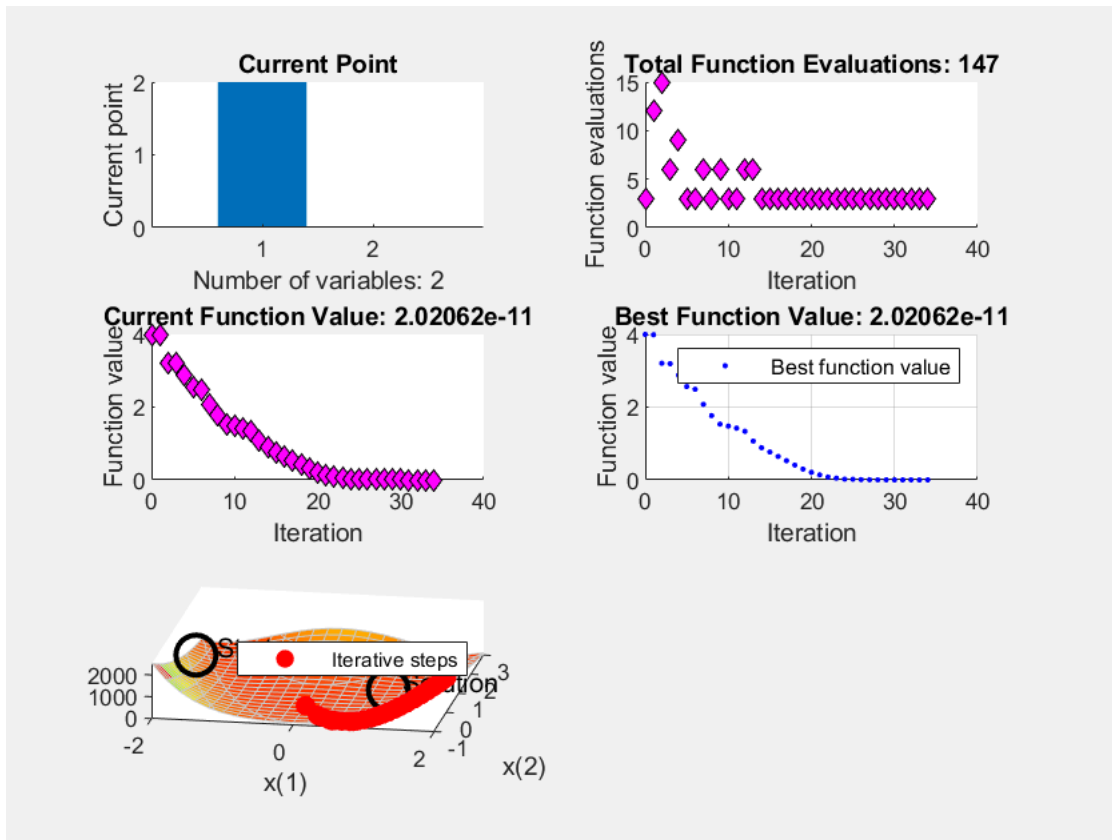 Current Point
Current point
2
1
0
1
2
Number of variables: 2
Total Function Evaluations: 147
Function evaluations
15
10
5
0
0
10
20
30
40
Iteration
Current Function Value: 2.02062e-11
Function value
4
2
0
0
10
20
30
40
Iteration
Best Function Value: 2.02062e-11
Function value
4
2
0
Best function value
0
10
20
30
40
Iteration
Iterative steps
2000
1000
0
-2
0
2
x(1)
3
2
1
0
-1
x(2)